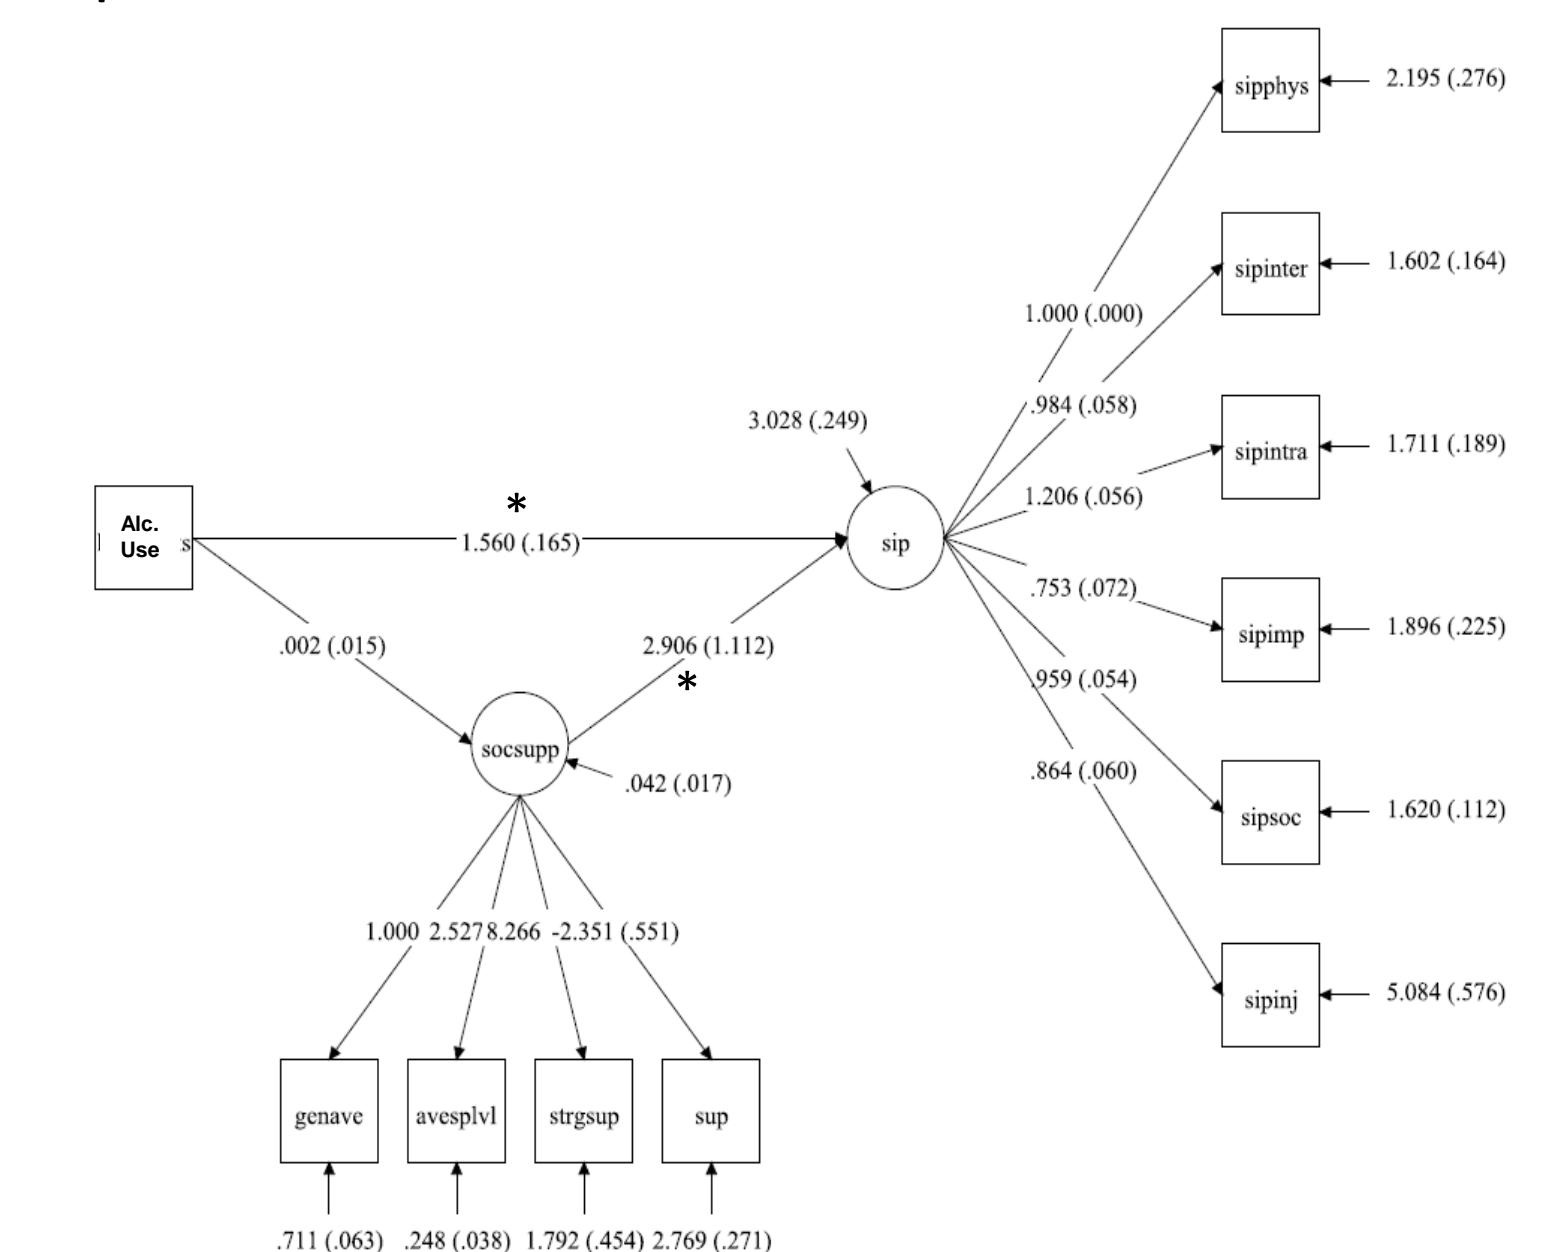 sipphys
2.195 (.276)
sipinter
1.602 (.164)
1.000 (.000)
.984 (.058)
3.028 (.249)
sipintra
1.711 (.189)
1.206 (.056)
*
Alc.
Use
s
1.560 (.165)
sip
.753 (.072)
sipimp
1.896 (.225)
.002 (.015)
2.906 (1.112)
*
.959 (.054)
socsupp
.042 (.017)
.864 (.060)
sipsoc
1.620 (.112)
1.000 2.527 8.266 -2.351 (.551)
sipinj
5.084 (.576)
genave avesplvl strgsup sup
.711 (.063) .248 (.038) 1.792 (.454) 2.769 (.271)